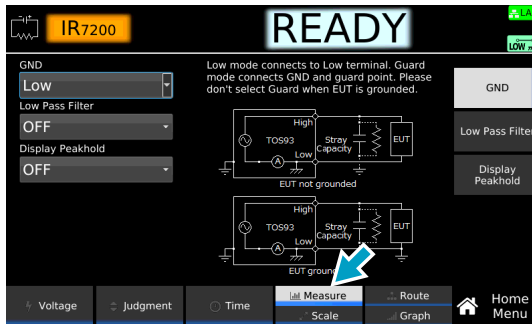 IR7200
READY
LA
LOW
GND
Low
Low Pass Filter
OFF
Display Peakhold
OFF
Low mode connects to Low terminal. Guard
mode connects GND and guard point. Please
don't select Guard when EUT is grounded.
High
TOS93
Stray
Capacity
EUT
Low
A
EUT not grounded
High
TOS93
Stray
Capacity
EUT
Low
A
EUT
GND
Low Pass Filter
Display
Peakhold
Voltage
Judgment
Time
Measure
Scale
Route
Graph
Home
Menu